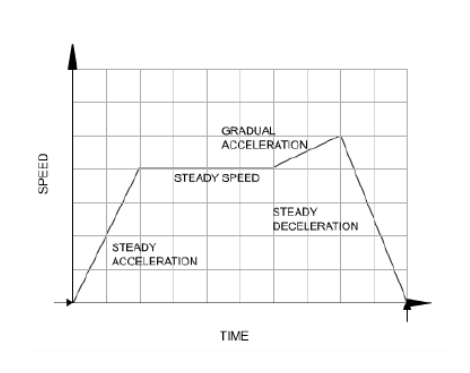 GRADUAL
ACCELERATION
STEADY SPEED
SPEED
STEADY
DECELERATION
STEADY
ACCELERATION
TIME